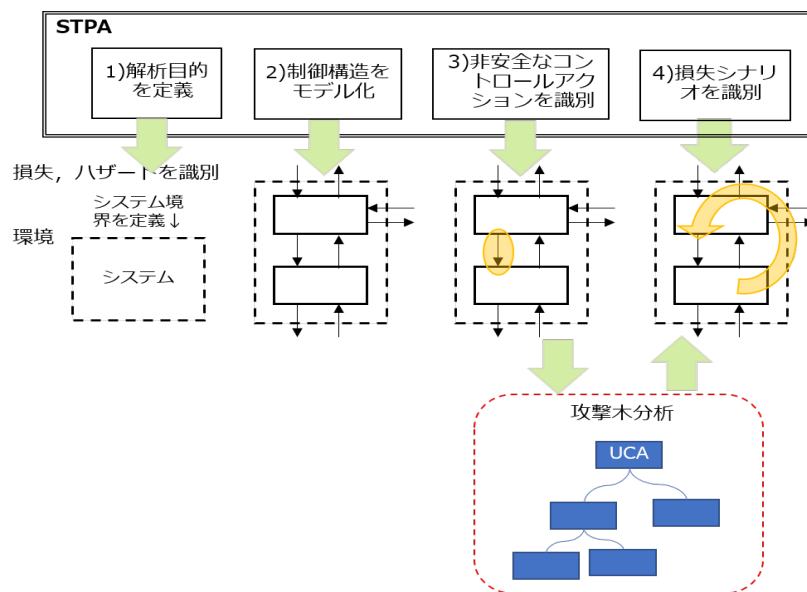 STPA
1)解析目的
を定義
2)制御構造を
モデル化
3)非安全なコン
トロールアク
ションを識別
4)損失シナリ
オを識別
損失，ハザードを識別
システム境
界を定義↓
環境
システム
攻撃木分析
UCA